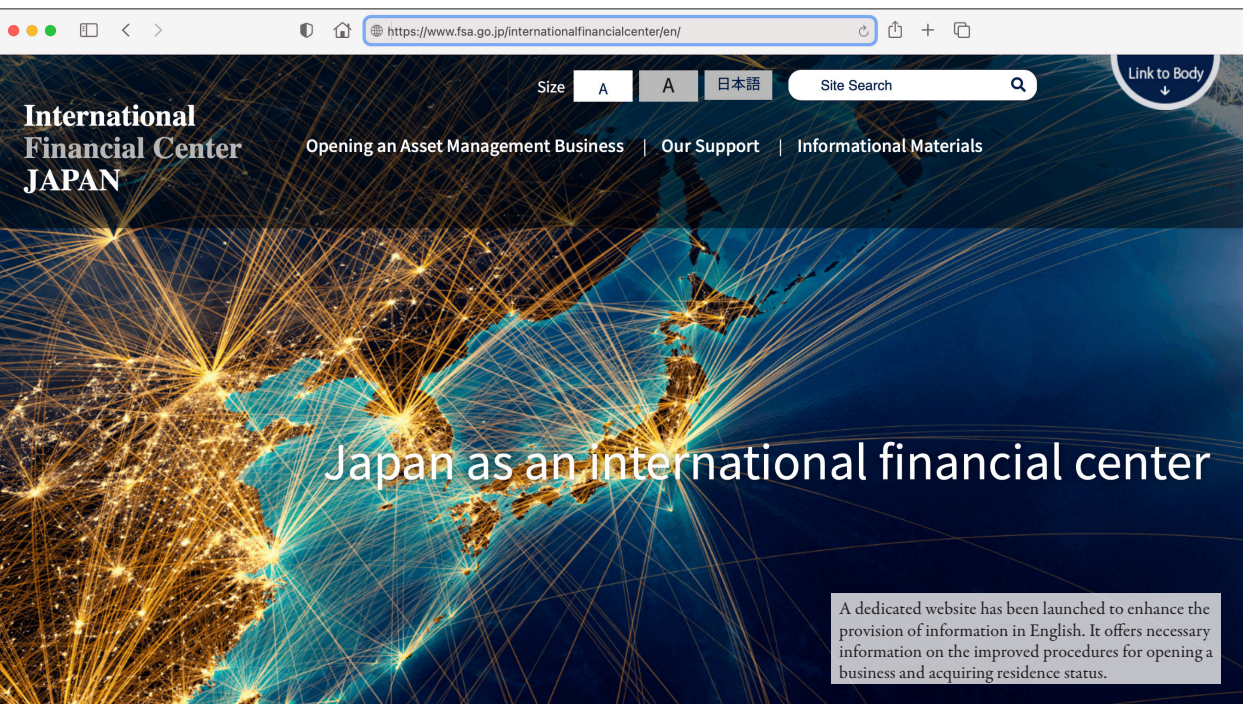 https://www.fsa.go.jp/internationalfinancialcenter/en/
Link to Body
Size A A 日本語 Site Search
International
Financial Center
JAPAN
Opening an Asset Management Business | Our Support | Informational Materials
Japan as an international financial center
A dedicated website has been launched to enhance the
provision of information in English. It offers necessary
information on the improved procedures for opening a
business and acquiring residence status.